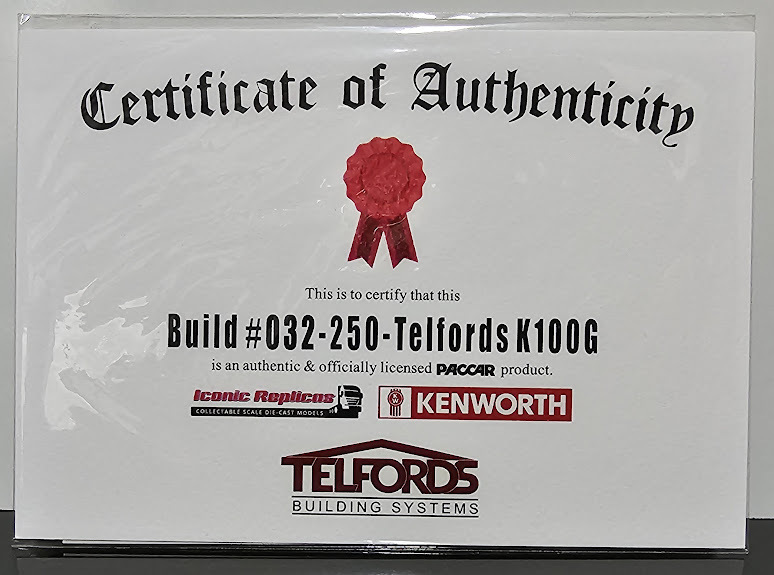 Certificate of Authenticity
This is to certify that this
Build #032-250-Telfords K100G
is an authentic & officially licensed PACCAR product.
Iconic Replicas
COLLECTABLE SCALE DIE-CAST MODELS
KW
KENWORTH
TELFORDS
BUILDING SYSTEMS